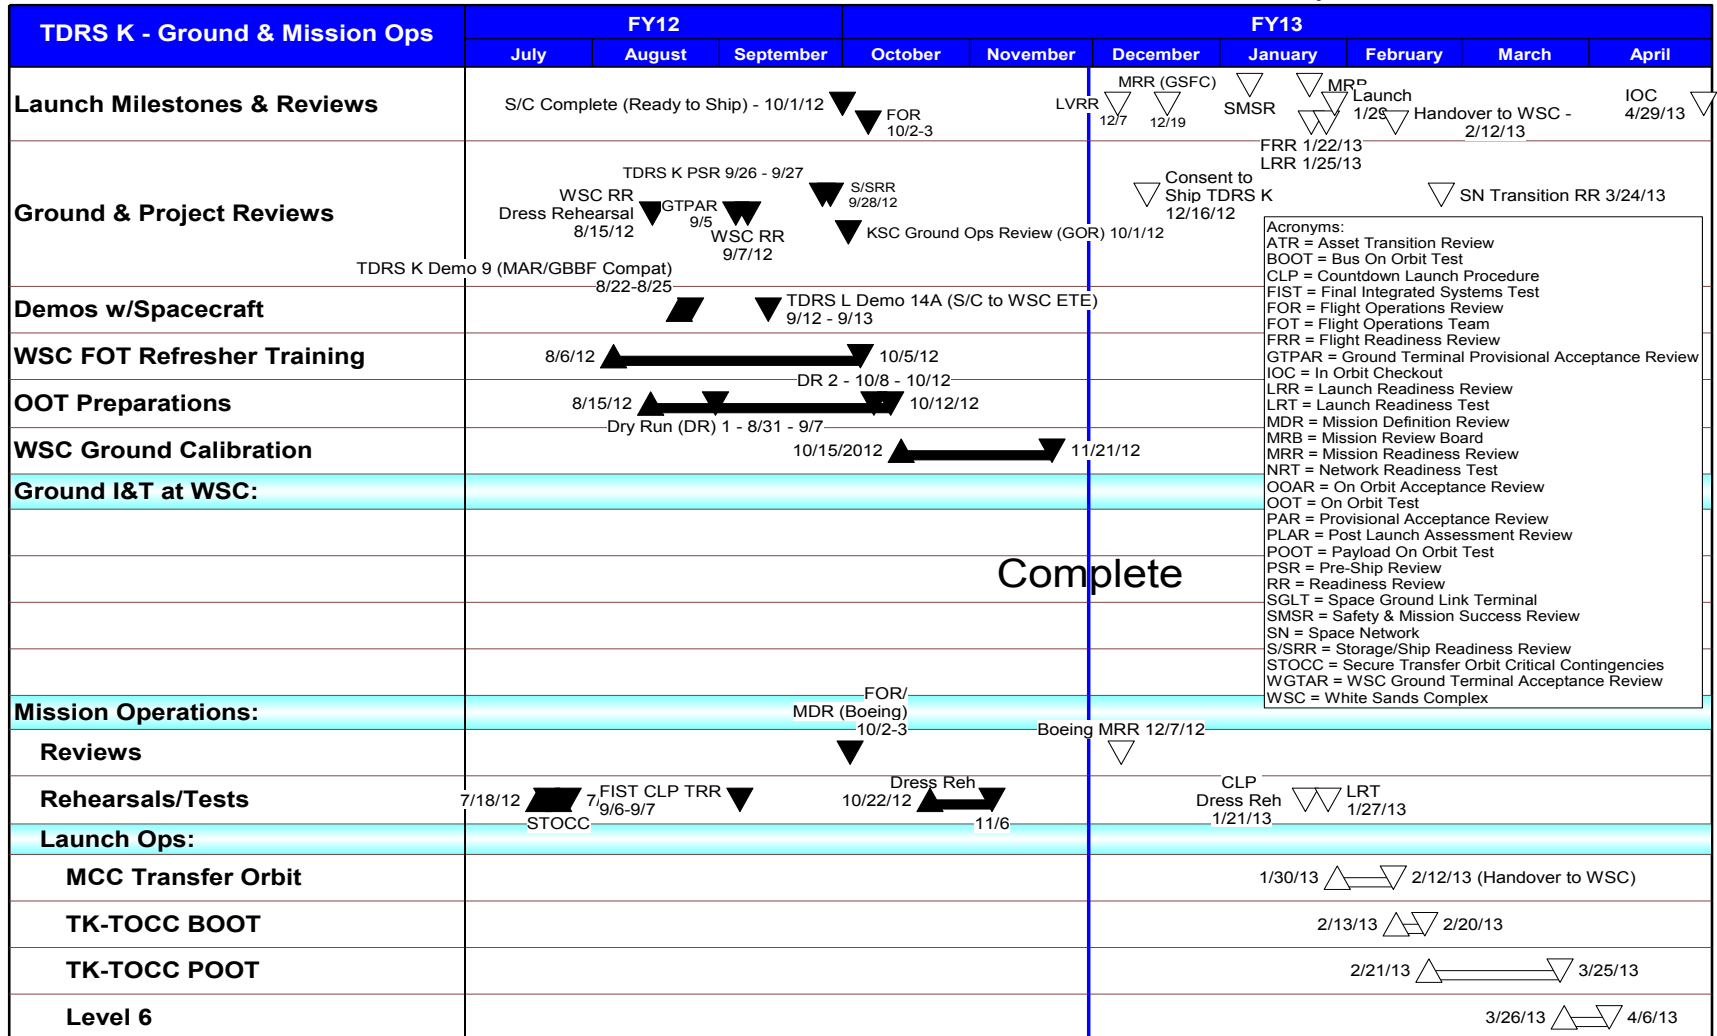 TDRS K - Ground & Mission Ops
FY12
FY13
July
August
September
October
November
December
January
February
March
April
Launch Milestones & Reviews
S/C Complete (Ready to Ship) - 10/1/12
FOR
10/2-3
LVRR
12/7
MRR (GSFC)
12/19
SMSR
Launch
1/29
FRR 1/22/13
LRR 1/25/13
Handover to WSC -
2/12/13
IOC
4/29/13
Ground & Project Reviews
TDRS K PSR 9/26 - 9/27
WSC RR
Dress Rehearsal
8/15/12
GTPAR
9/5
WSC RR
9/7/12
S/SRR
9/28/12
KSC Ground Ops Review (GOR) 10/1/12
Consent to
Ship TDRS K
12/16/12
SN Transition RR 3/24/13
Acronyms:
ATR = Asset Transition Review
BOOT = Bus On Orbit Test
CLP = Countdown Launch Procedure
FIST = Final Integrated Systems Test
FOR = Flight Operations Review
FOT = Flight Operations Team
FRR = Flight Readiness Review
GTPAR = Ground Terminal Provisional Acceptance Review
IOC = In Orbit Checkout
LRR = Launch Readiness Review
LRT = Launch Readiness Test
MDR = Mission Definition Review
MRB = Mission Review Board
MRR = Mission Readiness Review
NRT = Network Readiness Test
OOAR = On Orbit Acceptance Review
OOT = On Orbit Test
PAR = Provisional Acceptance Review
PLAR = Post Launch Assessment Review
POOT = Payload On Orbit Test
PSR = Pre-Ship Review
RR = Readiness Review
SGLT = Space Ground Link Terminal
SMSR = Safety & Mission Success Review
SN = Space Network
S/SRR = Storage/Ship Readiness Review
STOCC = Secure Transfer Orbit Critical Contingencies
WGTAR = WSC Ground Terminal Acceptance Review
WSC = White Sands Complex
TDRS K Demo 9 (MAR/GBBF Compat)
8/22-8/25
Demos w/Spacecraft
TDRS L Demo 14A (S/C to WSC ETE)
9/12 - 9/13
WSC FOT Refresher Training
8/6/12
10/5/12
OOT Preparations
DR 2 - 10/8 - 10/12
8/15/12
10/12/12
Dry Run (DR) 1 - 8/31 - 9/7
WSC Ground Calibration
10/15/2012
11/21/12
Ground I&T at WSC:
Complete
Mission Operations:
FOR/
MDR (Boeing)
10/2-3
Reviews
Boeing MRR 12/7/12
Rehearsals/Tests
7/18/12
7/
STOCC
FIST CLP TRR
9/6-9/7
Dress Reh
10/22/12
11/6
CLP
Dress Reh
1/21/13
LRT
1/27/13
Launch Ops:
MCC Transfer Orbit
1/30/13
2/12/13 (Handover to WSC)
TK-TOCC BOOT
2/13/13
2/20/13
TK-TOCC POOT
2/21/13
3/25/13
Level 6
3/26/13
4/6/13